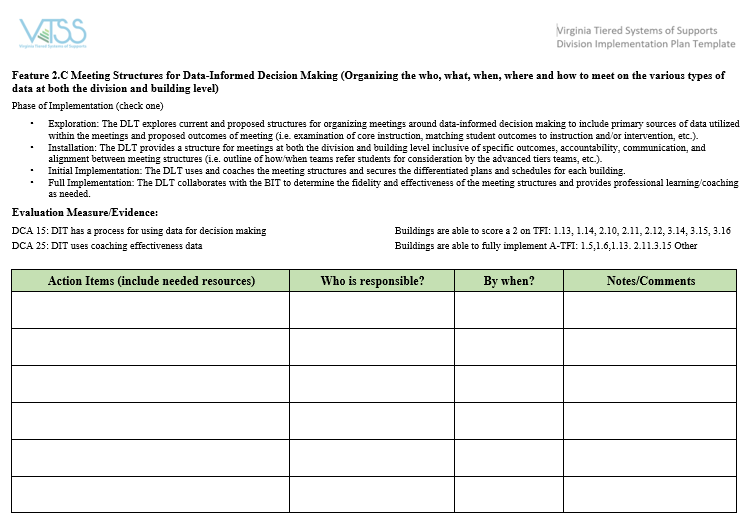 VTSS
Virginia Tiered Systems of Supports
Virginia Tiered Systems of Supports
Division Implementation Plan Template
Feature 2.C Meeting Structures for Data-Informed Decision Making (Organizing the who, what, when, where and how to meet on the various types of
data at both the division and building level)
Phase of Implementation (check one)
• Exploration: The DLT explores current and proposed structures for organizing meetings around data-informed decision making to include primary sources of data utilized
within the meetings and proposed outcomes of meeting (i.e. examination of core instruction, matching student outcomes to instruction and/or intervention, etc.).
• Installation: The DLT provides a structure for meetings at both the division and building level inclusive of specific outcomes, accountability, communication, and
alignment between meeting structures (i.e. outline of how/when teams refer students for consideration by the advanced tiers teams, etc.).
• Initial Implementation: The DLT uses and coaches the meeting structures and secures the differentiated plans and schedules for each building.
• Full Implementation: The DLT collaborates with the BIT to determine the fidelity and effectiveness of the meeting structures and provides professional learning/coaching
as needed.
Evaluation Measure/Evidence:
DCA 15: DIT has a process for using data for decision making Buildings are able to score a 2 on TFI: 1.13, 1.14, 2.10, 2.11, 2.12, 3.14, 3.15, 3.16
DCA 25: DIT uses coaching effectiveness data Buildings are able to fully implement A-TFI: 1.5,1.6,1.13. 2.11.3.15 Other
Action Items (include needed resources) Who is responsible? By when? Notes/Comments